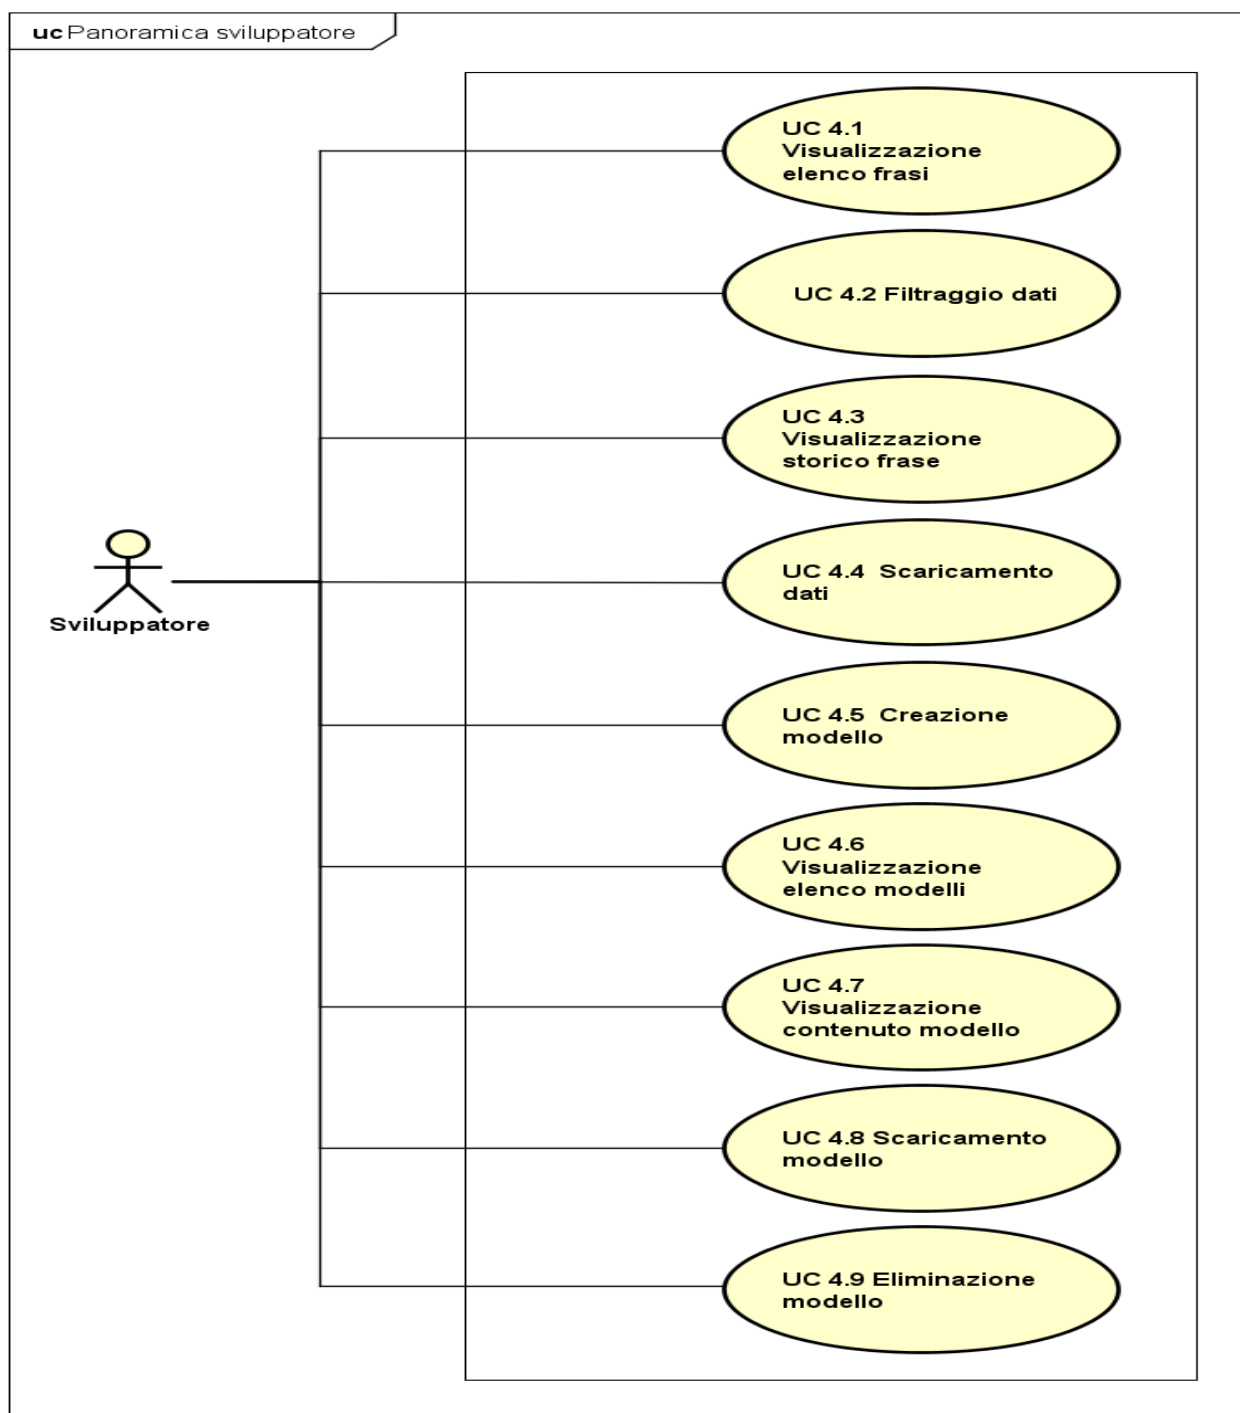 uc Panoramica sviluppatore
UC 4.1
Visualizzazione
elenco frasi
UC 4.2 Filtraggio dati
UC 4.3
Visualizzazione
storico frase
Sviluppatore
UC 4.4 Scaricamento
dati
UC 4.5 Creazione
modello
UC 4.6
Visualizzazione
elenco modelli
UC 4.7
Visualizzazione
contenuto modello
UC 4.8 Scaricamento
modello
UC 4.9 Eliminazione
modello